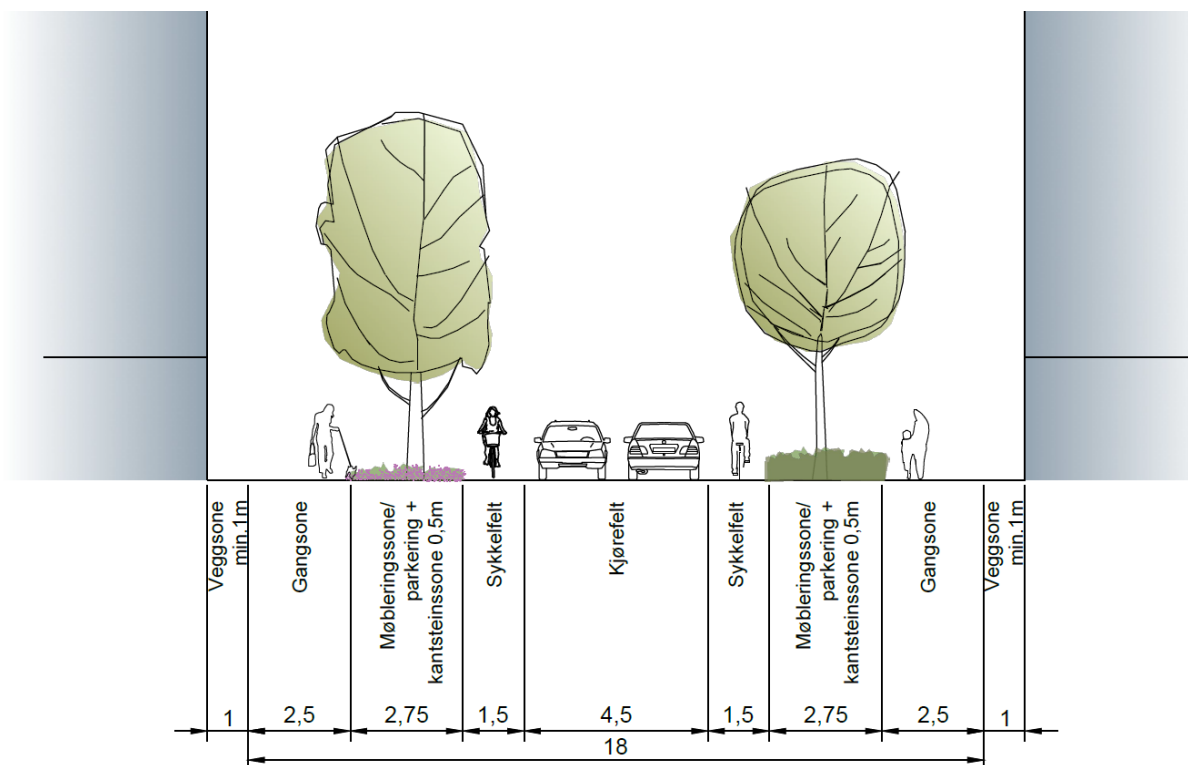 Veggsone
min.1m
Gangsone
Møbleringssone/
parkering +
kantsteinssone 0,5m
Sykkelfelt
Kjørefelt
Sykkelfelt
Møbleringssone/
parkering +
kantsteinssone 0,5m
Gangsone
Veggsone
min.1m
1
2,5
2,75
1,5
4,5
1,5
2,75
2,5
1
18